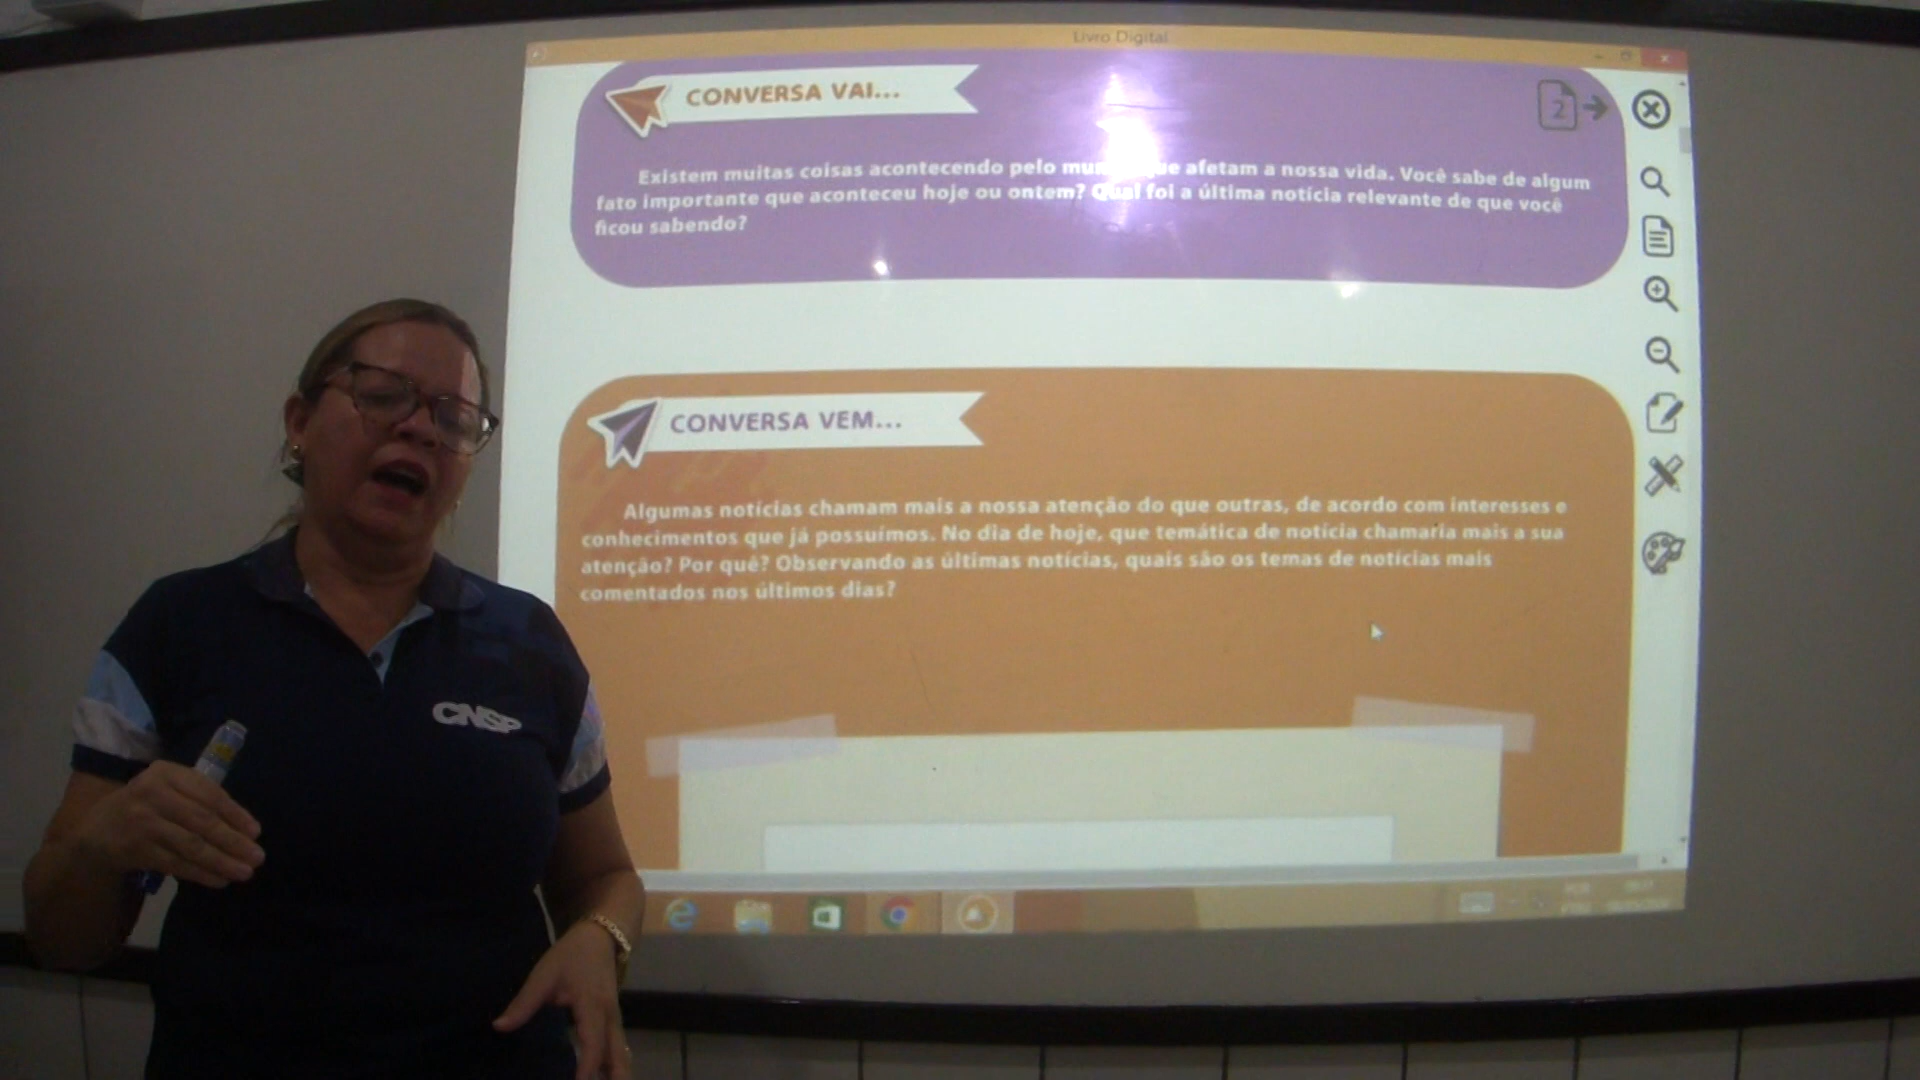 Livro Digital
CONVERSA VAI...
2
Existem muitas coisas acontecendo pelo afetam a nossa vida. Você sabe de algum
fato importante que aconteceu hoje ou ontem? Qual foi a última notícia relevante de que você
ficou sabendo?
CONVERSA VEM...
Algumas notícias chamam mais a nossa atenção do que outras, de acordo com interesses e
conhecimentos que já possuímos. No dia de hoje, que temática de notícia chamaria mais a sua
atenção? Por quê? Observando as últimas notícias, quais são os temas de notícias mais
comentados nos últimos dias?
CNSP